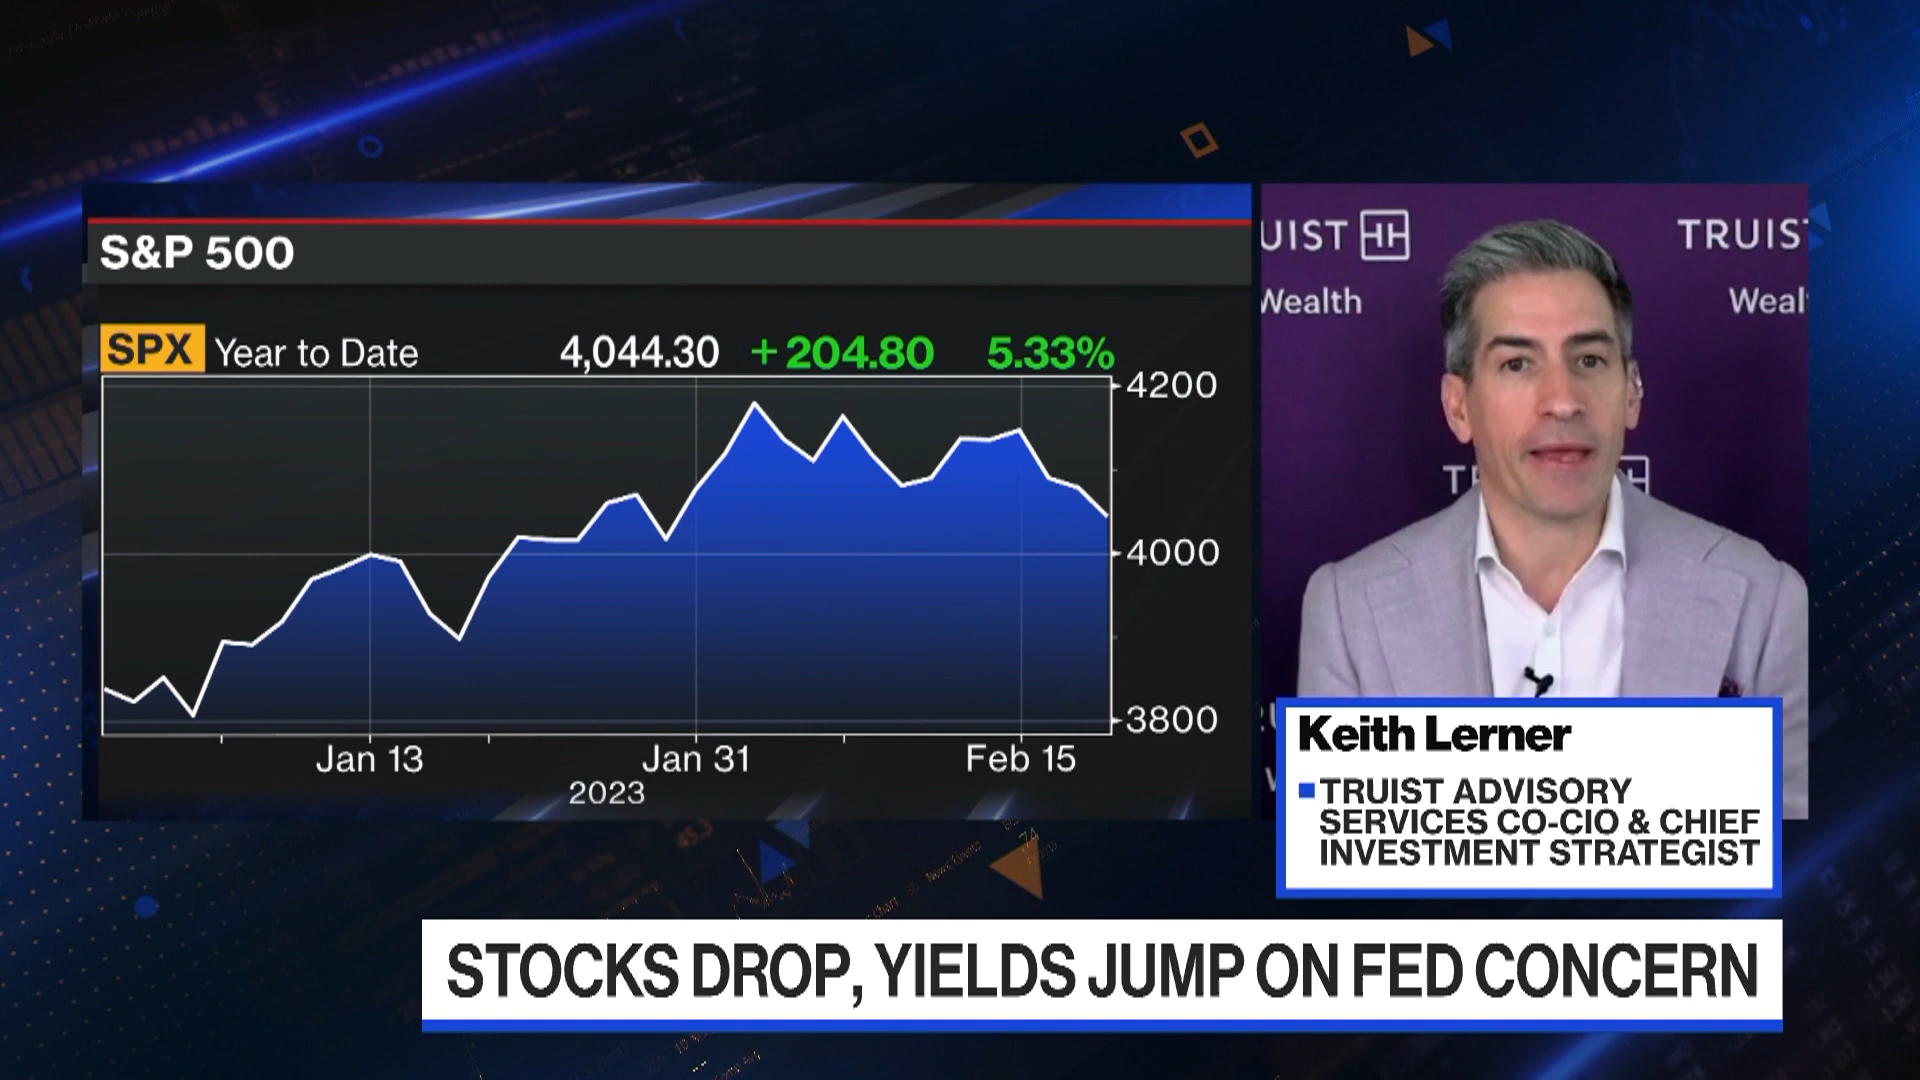 S&P 500
SPX Year to Date 4,044.30 +204.80 5.33%
4200
4000
3800
Jan 13 Jan 31 Feb 15
2023
UIST TRUIST
Wealth Weal
Keith Lerner
TRUIST ADVISORY
SERVICES CO-CIO & CHIEF
INVESTMENT STRATEGIST
STOCKS DROP, YIELDS JUMP ON FED CONCERN